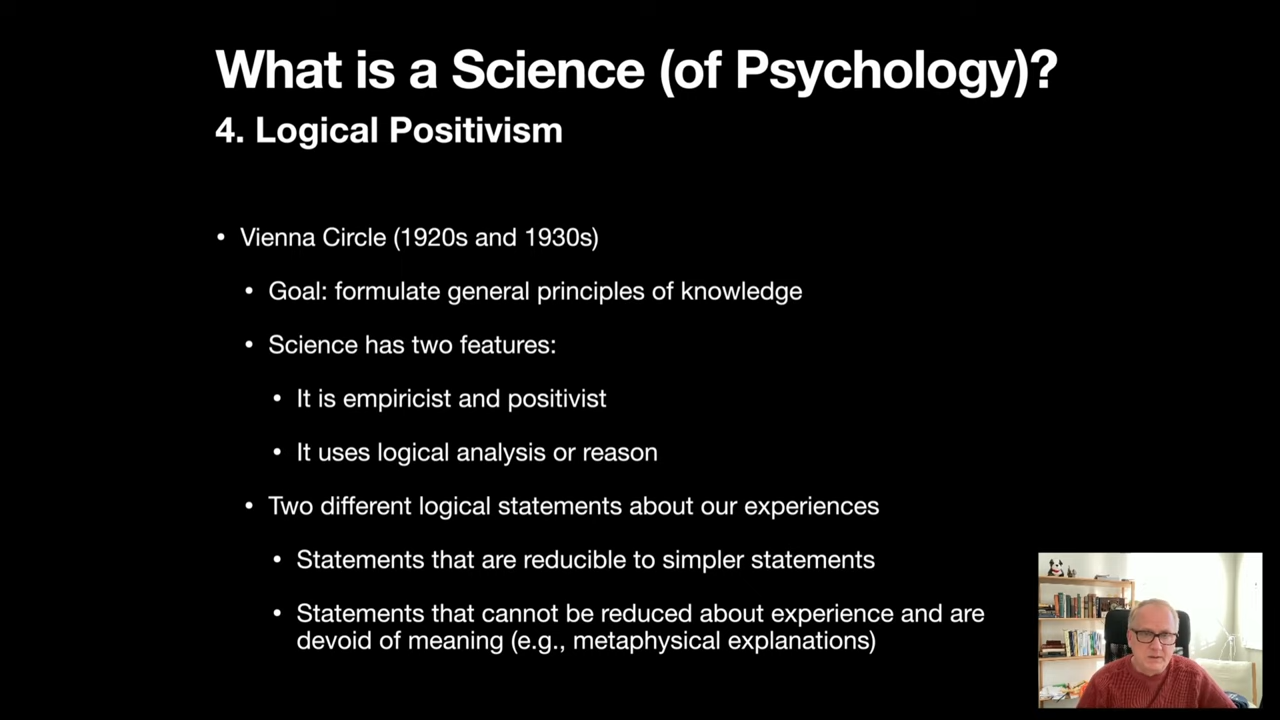 What is a Science (of Psychology)?
4. Logical Positivism
• Vienna Circle (1920s and 1930s)
• Goal: formulate general principles of knowledge
• Science has two features:
• It is empiricist and positivist
• It uses logical analysis or reason
• Two different logical statements about our experiences
• Statements that are reducible to simpler statements
• Statements that cannot be reduced about experience and are
devoid of meaning (e.g., metaphysical explanations)